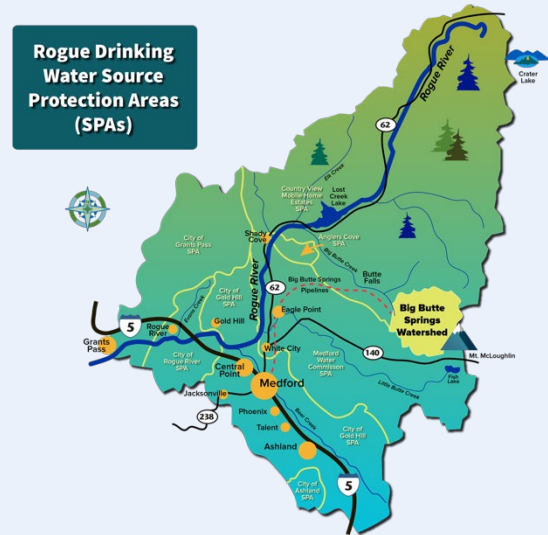 Rogue Drinking
Water Source
Protection Areas
(SPAs)
Rogue River
Crater
Lake
62
Elk Creek
Country View
Mobile Home
Estates
SPA
Lost
Creek
Lake
City of
Grants Pass
SPA
Shady
Cove
Anglers Cove
SPA
Big Butte Creek
Butte
Falls
Rogue River
62
Big Butte Springs
Pipelines
Evans Creek
City of
Gold Hill
SPA
Eagle Point
Big Butte
Springs
Watershed
5
Rogue
River
Gold Hill
Grants
Pass
White City
140
Mt. McLoughlin
City of
Rogue River
SPA
Central
Point
Medford
Water
Commisson
SPA
Fish
Lake
Medford
Little Butte Creek
Jacksonville
238
Phoenix
Bear Creek
Talent
City of
Gold Hill
SPA
Ashland
City of
Ashland
SPA
5